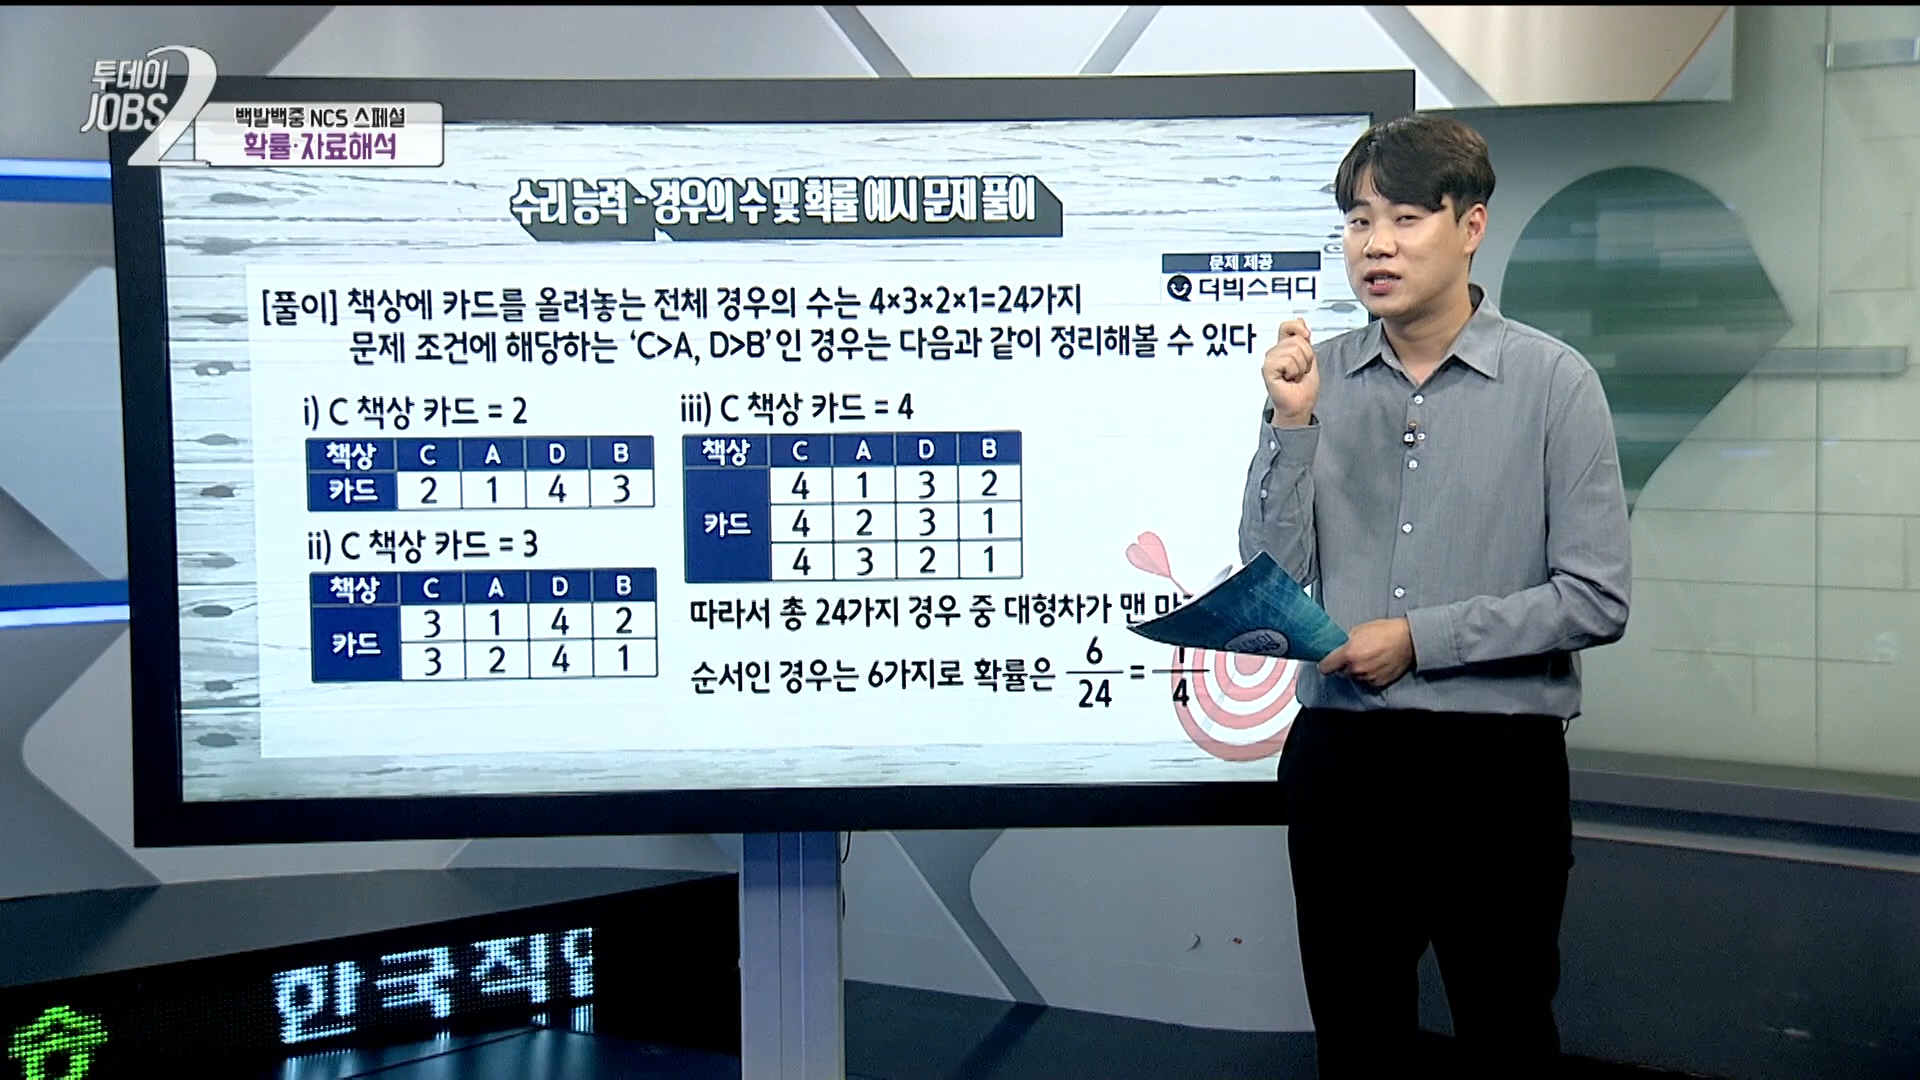 투데이
JOBS 2
백발백중 NCS 스페셜
확률·자료해석
수리 능력 - 경우의 수 및 확률 예시 문제 풀이
문제 제공
더빅스터디
[풀이] 책상에 카드를 올려놓는 전체 경우의 수는 4×3×2×1=24가지
문제 조건에 해당하는 ‘C>A, D>B’인 경우는 다음과 같이 정리해볼 수 있다
i) C 책상 카드 = 2
책상 C A D B
카드 2 1 4 3
ii) C 책상 카드 = 3
책상 C A D B
카드
3 1 4 2
3 2 4 1
iii) C 책상 카드 = 4
책상 C A D B
카드
4 1 3 2
4 2 3 1
4 3 2 1
따라서 총 24가지 경우 중 대형차가 맨
순서인 경우는 6가지로 확률은 6/24 = 1/4
한국직